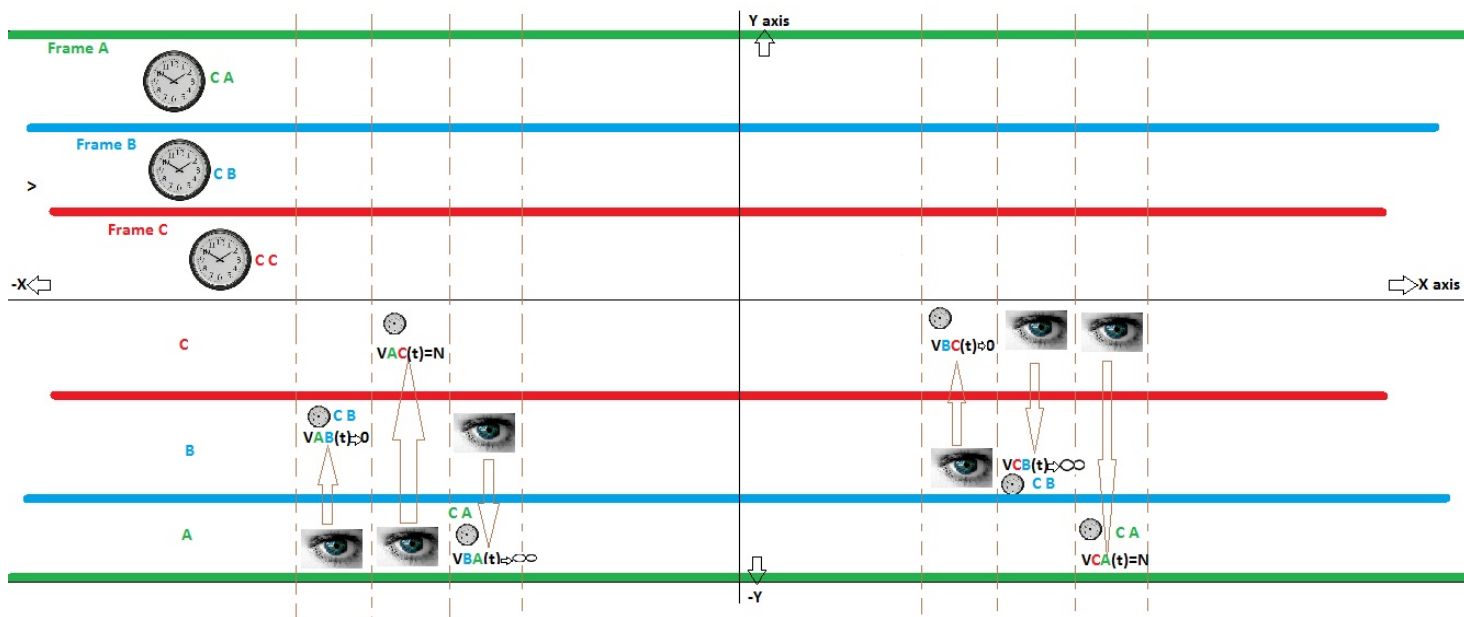 Y axis
Frame A
C A
Frame B
C B
>
Frame C
C C
-X
X axis
C
VAC(t)=N
VBC(t)⇨0
C B
VAB(t)⇨0
B
VCB(t)⇨∞
C B
C A
A
VBA(t)⇨∞
C A
VCA(t)=N
-Y